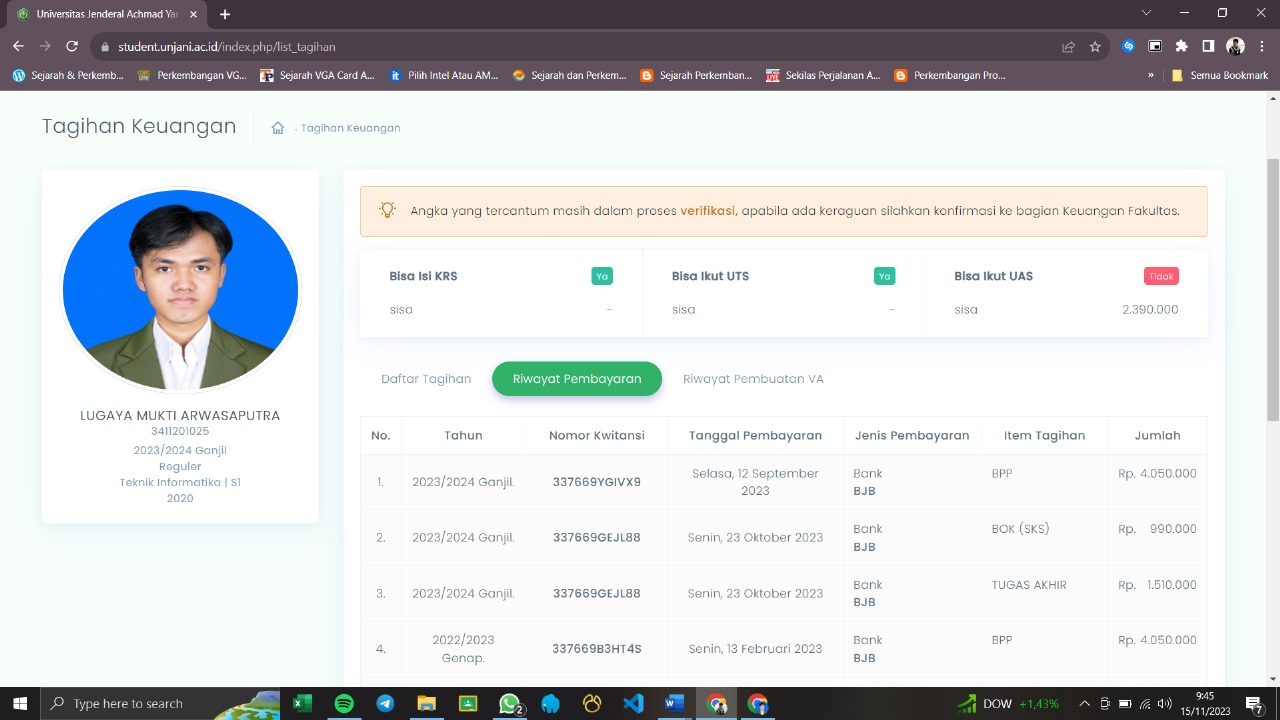 Universitas Jenderal Achmad Yar
student.unjani.ac.id/index.php/list_tagihan
Sejarah & Perkemb...
Perkembangan VG...
Sejarah VGA Card A...
Pilih Intel Atau AM...
Sejarah dan Perkem...
Sejarah Perkemban...
Sekilas Perjalanan A...
Perkembangan Pro...
»
Semua Bookmark
Tagihan Keuangan
- Tagihan Keuangan
Angka yang tercantum masih dalam proses verifikasi, apabila ada keraguan silahkan konfirmasi ke bagian Keuangan Fakultas.
Bisa Isi KRS Ya
sisa -
Bisa Ikut UTS Ya
sisa -
Bisa Ikut UAS Tidak
sisa 2.390.000
LUGAYA MUKTI ARWASAPUTRA
3411201025
2023/2024 Ganjil
Reguler
Teknik Informatika | S1
2020
Daftar Tagihan Riwayat Pembayaran Riwayat Pembuatan VA
No. Tahun Nomor Kwitansi Tanggal Pembayaran Jenis Pembayaran Item Tagihan Jumlah
1. 2023/2024 Ganjil. 337669YGIVX9 Selasa, 12 September 2023 Bank BJB BPP Rp. 4.050.000
2. 2023/2024 Ganjil. 337669GEJL88 Senin, 23 Oktober 2023 Bank BJB BOK (SKS) Rp. 990.000
3. 2023/2024 Ganjil. 337669GEJL88 Senin, 23 Oktober 2023 Bank BJB TUGAS AKHIR Rp. 1.510.000
4. 2022/2023 Genap. 337669B3HT4S Senin, 13 Februari 2023 Bank BJB BPP Rp. 4.050.000
Type here to search
2
DOW +1,43%
9:45
15/11/2023
7